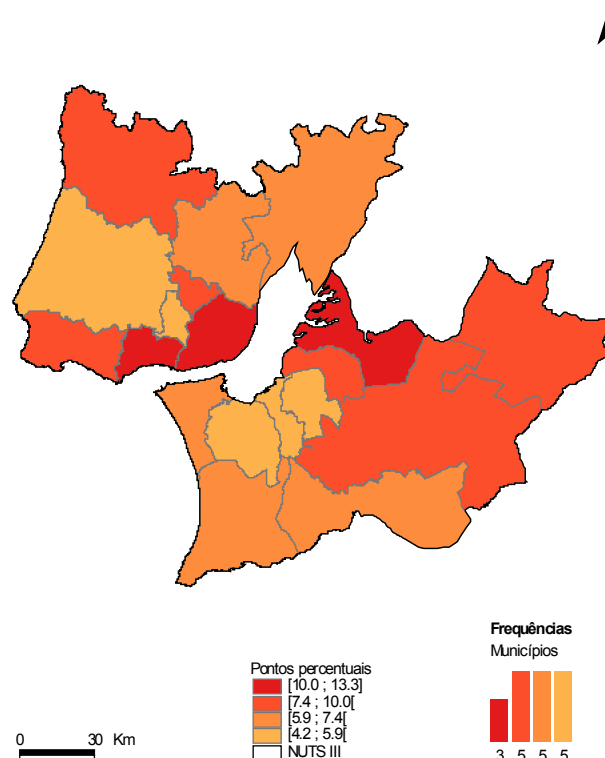 Frequências
Municípios
Pontos percentuais
[10.0 ; 13.3]
[7.4 ; 10.0[
[5.9 ; 7.4[
[4.2 ; 5.9[
NUTS III
0 30 Km
3 5 5 5